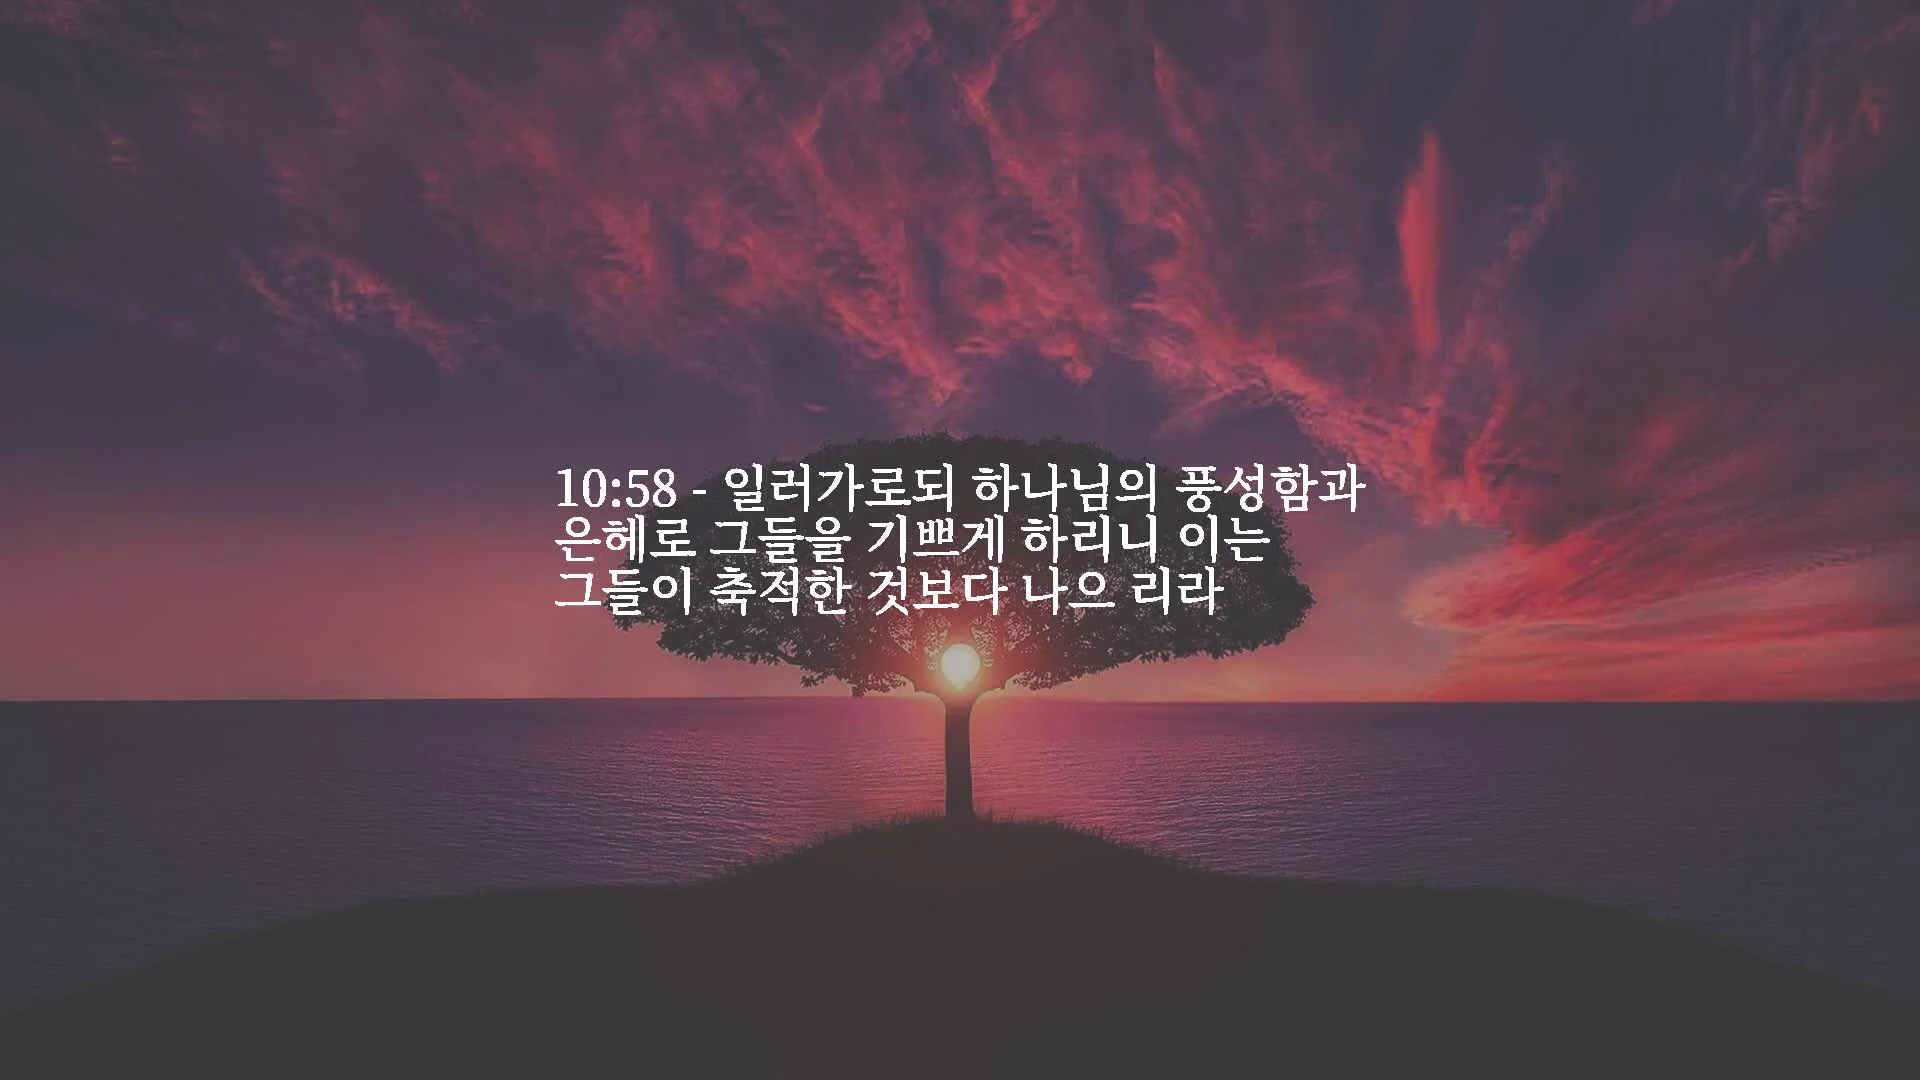 10:58 - 일러가로되 하나님의 풍성함과
은혜로 그들을 기쁘게 하리니 이는
그들이 축적한 것보다 나으 리라